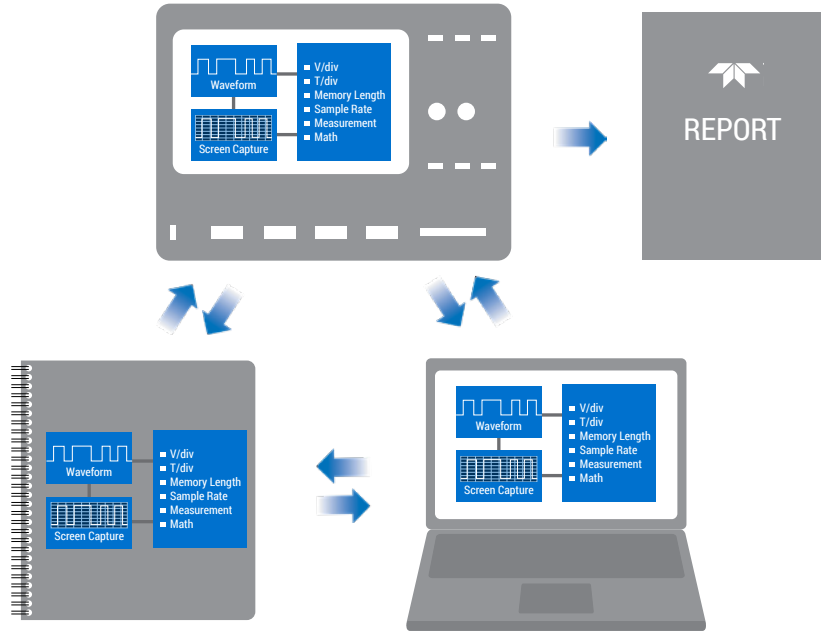 Waveform
Screen Capture
V/div
T/div
Memory Length
Sample Rate
Measurement
Math
REPORT
Waveform
Screen Capture
V/div
T/div
Memory Length
Sample Rate
Measurement
Math
Waveform
Screen Capture
V/div
T/div
Memory Length
Sample Rate
Measurement
Math